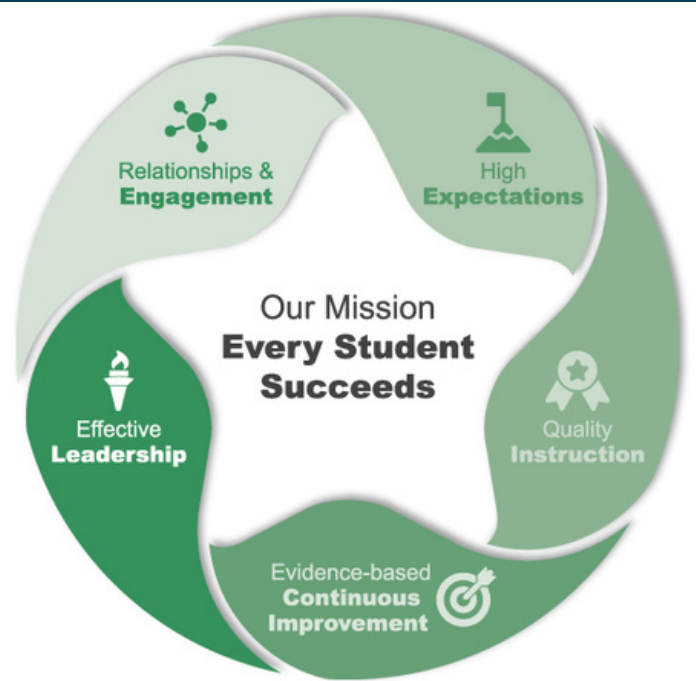 Relationships &
Engagement
High
Expectations
Our Mission
Every Student
Succeeds
Effective
Leadership
Quality
Instruction
Evidence-based
Continuous
Improvement